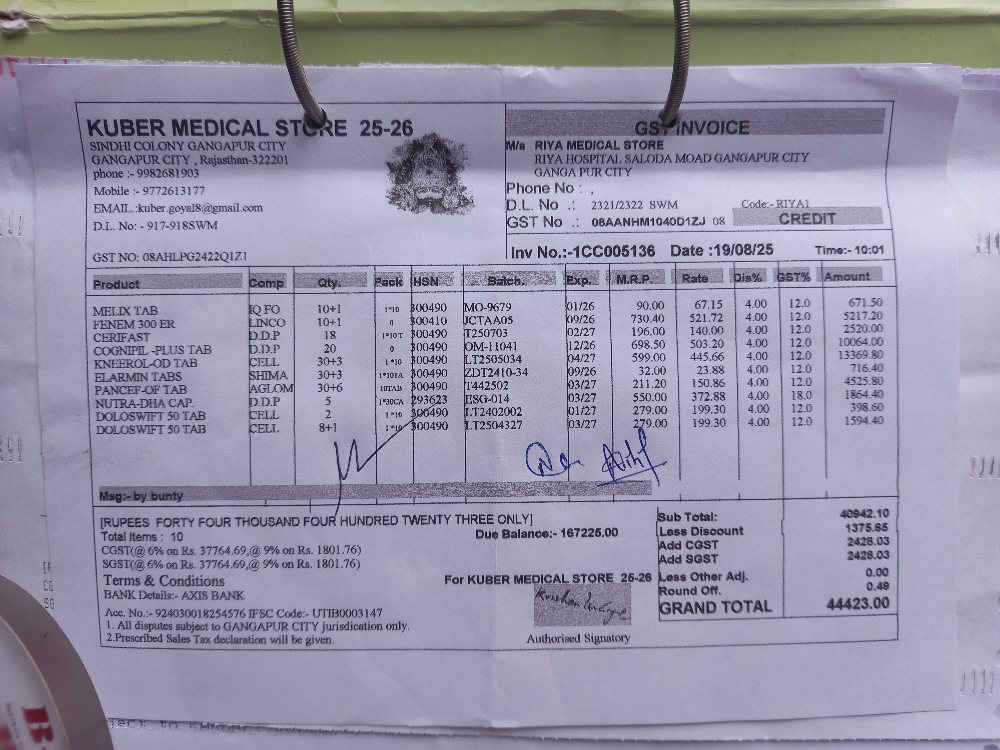 KUBER MEDICAL STORE 25-26
SINDHI COLONY GANGAPUR CITY
GANGAPUR CITY , Rajasthan-322201
phone :- 9982681903
Mobile :- 9772613177
EMAIL.:kuber.goyal8@gmail.com
D.L. No:- 917-918SWM
GST NO: 08AHLPG2422Q1Z1
GST INVOICE
M/s RIYA MEDICAL STORE
RIYA HOSPITAL SALODA MOAD GANGAPUR CITY
GANGA PUR CITY
Phone No : ,
D.L. No .: 2321/2322 SWM Code:- RIYA1
GST No .: 08AANHM1040D1ZJ 08 CREDIT
Inv No.:-1CC005136 Date :19/08/25 Time:- 10:01
Product Comp Qty. Pack HSN Batch. Exp. M.R.P. Rate Dis% GST% Amount
MELIX TAB IQ FO 10+1 1*10 300490 MO-9679 01/26 90.00 67.15 4.00 12.0 671.50
FENEM 300 ER LINCO 10+1 0 300410 JCTAA05 09/26 730.40 521.72 4.00 12.0 5217.20
CERIFAST D.D.P 18 1*10T 300490 T250703 02/27 196.00 140.00 4.00 12.0 2520.00
COGNIPIL -PLUS TAB D.D.P 20 0 300490 OM-11041 12/26 698.50 503.20 4.00 12.0 10064.00
KNEEROL-OD TAB CELL 30+3 1*10 300490 LT2505034 04/27 599.00 445.66 4.00 12.0 13369.80
ELARMIN TABS SHIMA 30+3 1*10TA 300490 ZDT2410-34 09/26 32.00 23.88 4.00 12.0 716.40
PANCEF-OF TAB AGLOM 30+6 10TAB 300490 T442502 03/27 211.20 150.86 4.00 12.0 4525.80
NUTRA-DHA CAP. D.D.P 5 1*30CA 293623 ESG-014 03/27 550.00 372.88 4.00 18.0 1864.40
DOLOSWIFT 50 TAB CELL 2 1*10 300490 LT2402002 01/27 279.00 199.30 4.00 12.0 398.60
DOLOSWIFT 50 TAB CELL 8+1 1*10 300490 LT2504327 03/27 279.00 199.30 4.00 12.0 1594.40
Msg:- by bunty
[RUPEES FORTY FOUR THOUSAND FOUR HUNDRED TWENTY THREE ONLY]
Total Items : 10 Due Balance:- 167225.00
CGST(@ 6% on Rs. 37764.69,@ 9% on Rs. 1801.76)
SGST(@ 6% on Rs. 37764.69,@ 9% on Rs. 1801.76)
Terms & Conditions
BANK Details:- AXIS BANK
Acc. No.:- 924030018254576 IFSC Code:- UTIB0003147
1. All disputes subject to GANGAPUR CITY jurisdication only.
2.Prescribed Sales Tax declaration will be given.
For KUBER MEDICAL STORE 25-26
Authorised Signatory
Sub Total: 40942.10
Less Discount 1375.65
Add CGST 2428.03
Add SGST 2428.03
Less Other Adj. 0.00
Round Off. 0.49
GRAND TOTAL 44423.00